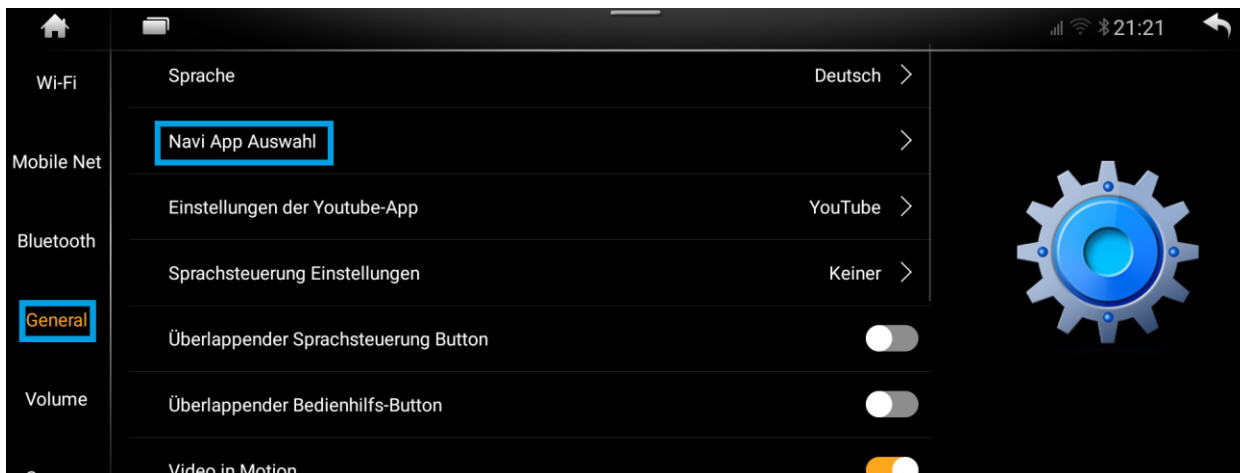 21:21
Wi-Fi
Mobile Net
Bluetooth
General
Volume
Sprache Deutsch
Navi App Auswahl
Einstellungen der Youtube-App YouTube
Sprachsteuerung Einstellungen Keiner
Überlappender Sprachsteuerung Button
Überlappender Bedienhilfs-Button
Video in Motion